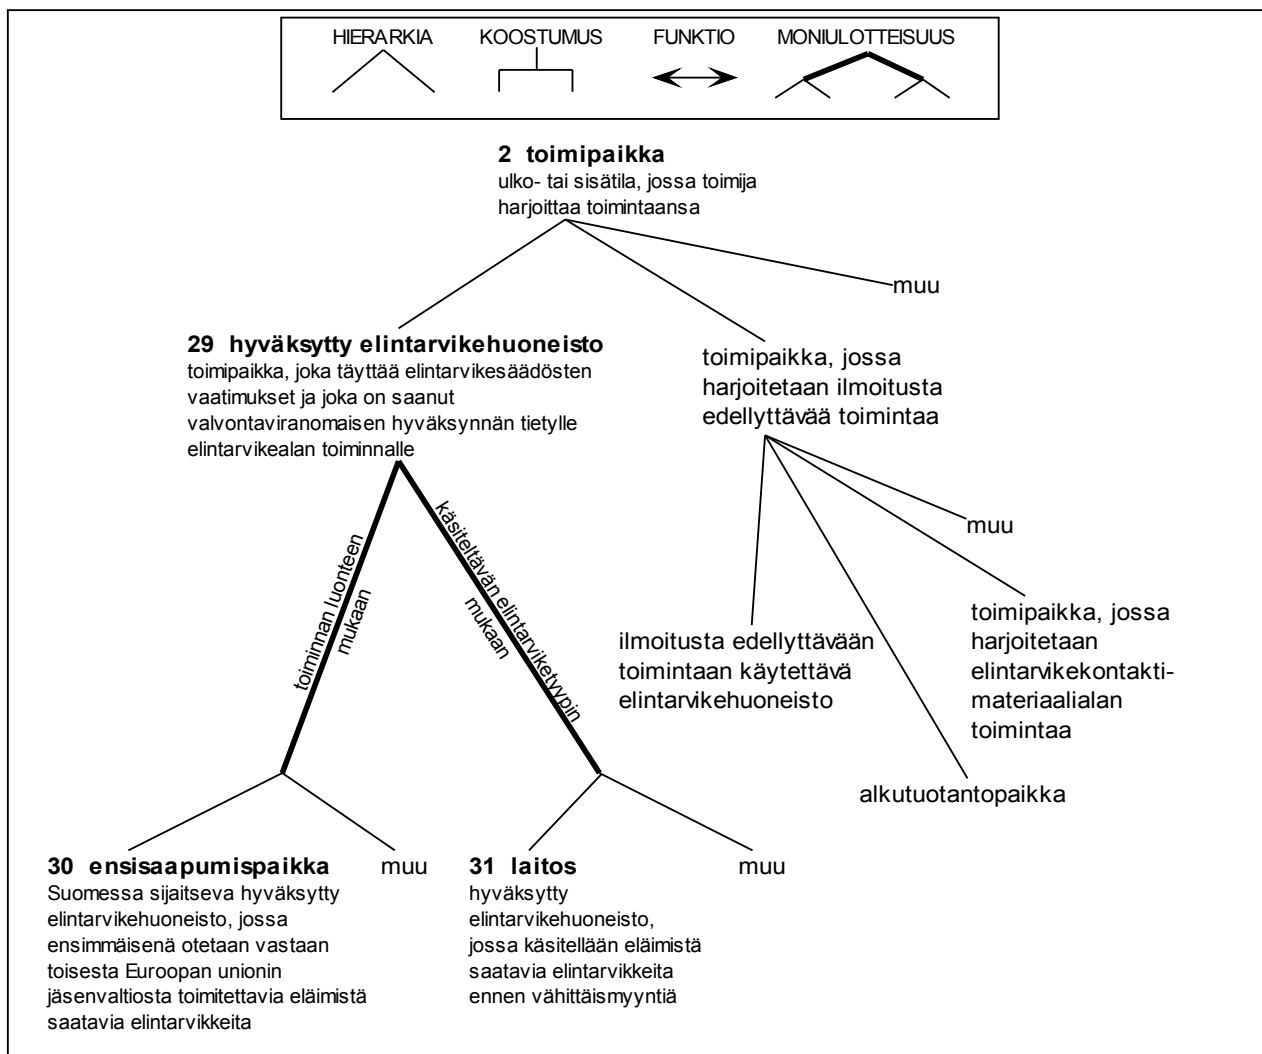 HIERARKIA KOOSTUMUS FUNKTIO MONIULOTTEISUUS
2 toimipaikka
ulko- tai sisätila, jossa toimija
harjoittaa toimintaansa
muu
29 hyväksytty elintarvikehuoneisto
toimipaikka, joka täyttää elintarvikesäädösten
vaatimukset ja joka on saanut
valvontaviranomaisen hyväksynnän tietylle
elintarvikealan toiminnalle
toimipaikka, jossa
harjoitetaan ilmoitusta
edellyttävää toimintaa
toiminnan luonteen
mukaan
käsiteltävän elintarviketyypin
mukaan
muu
ilmoitusta edellyttävään
toimintaan käytettävä
elintarvikehuoneisto
toimipaikka, jossa
harjoitetaan
elintarvikekontakti-
materiaalialan
toimintaa
alkutuotantopaikka
30 ensisaapumispaikka
Suomessa sijaitseva hyväksytty
elintarvikehuoneisto, jossa
ensimmäisenä otetaan vastaan
toisesta Euroopan unionin
jäsenvaltiosta toimitettavia eläimistä
saatavia elintarvikkeita
muu
31 laitos
hyväksytty
elintarvikehuoneisto,
jossa käsitellään eläimistä
saatavia elintarvikkeita
ennen vähittäismyyntiä
muu